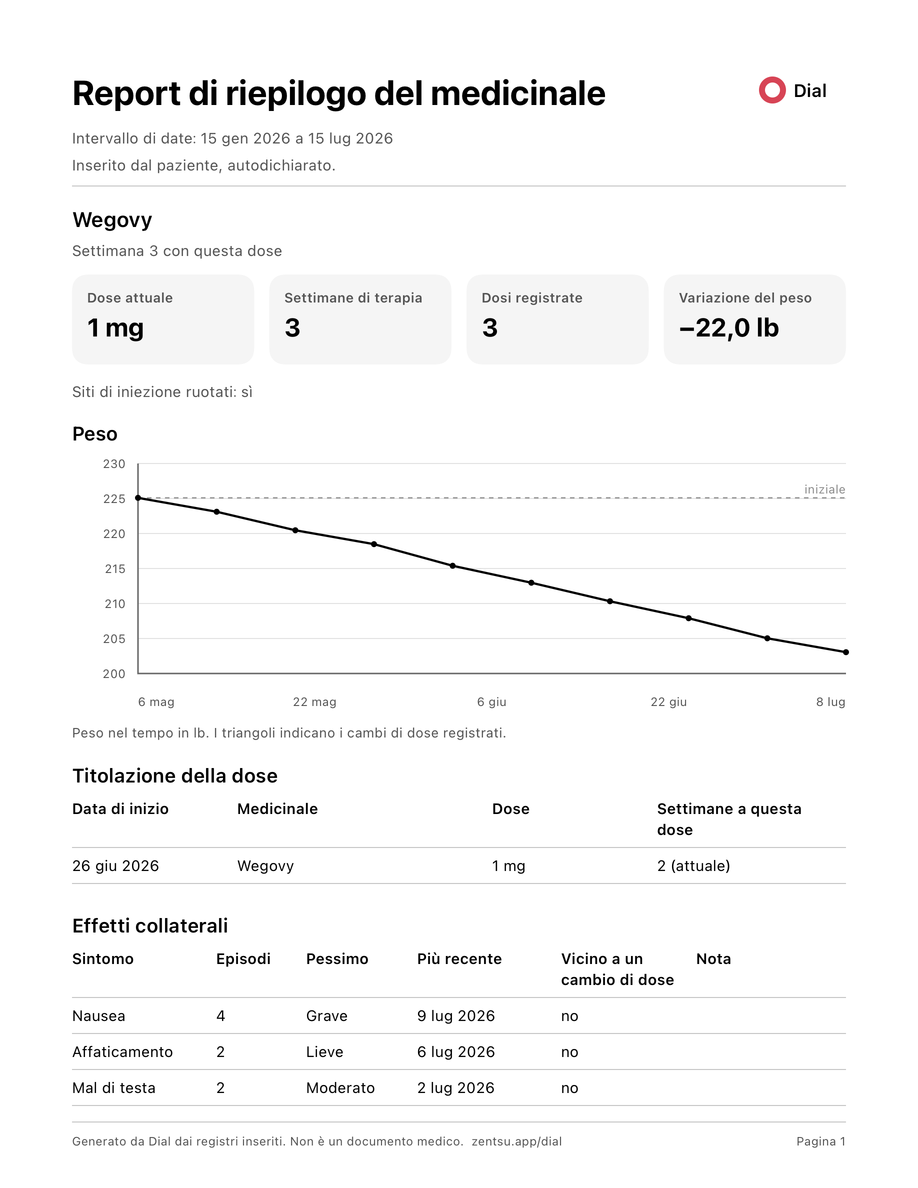 Report di riepilogo del medicinale
Dial
Intervallo di date: 15 gen 2026 a 15 lug 2026
Inserito dal paziente, autodichiarato.
Wegovy
Settimana 3 con questa dose
Dose attuale
1 mg
Settimane di terapia
3
Dosi registrate
3
Variazione del peso
−22,0 lb
Siti di iniezione ruotati: sì
Peso
230
iniziale
225
220
215
210
205
200
6 mag 22 mag 6 giu 22 giu 8 lug
Peso nel tempo in lb. I triangoli indicano i cambi di dose registrati.
Titolazione della dose
Data di inizio Medicinale Dose Settimane a questa
dose
26 giu 2026 Wegovy 1 mg 2 (attuale)
Effetti collaterali
Sintomo Episodi Pessimo Più recente Vicino a un Nota
cambio di dose
Nausea 4 Grave 9 lug 2026 no
Affaticamento 2 Lieve 6 lug 2026 no
Mal di testa 2 Moderato 2 lug 2026 no
Generato da Dial dai registri inseriti. Non è un documento medico. zentsu.app/dial Pagina 1